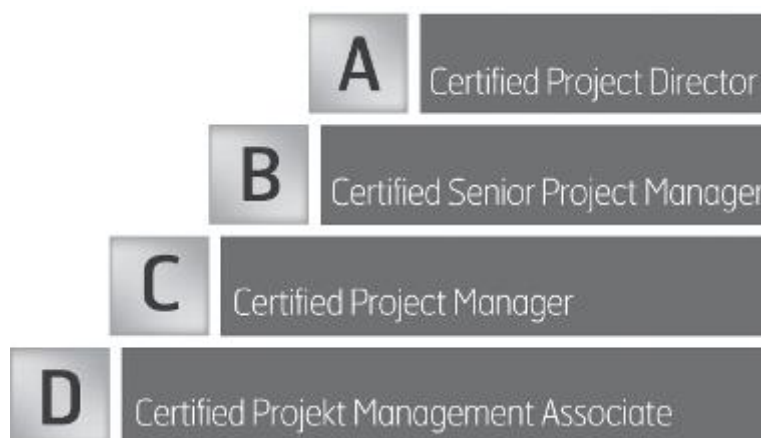 A Certified Project Director
B Certified Senior Project Manager
C Certified Project Manager
D Certified Projekt Management Associate